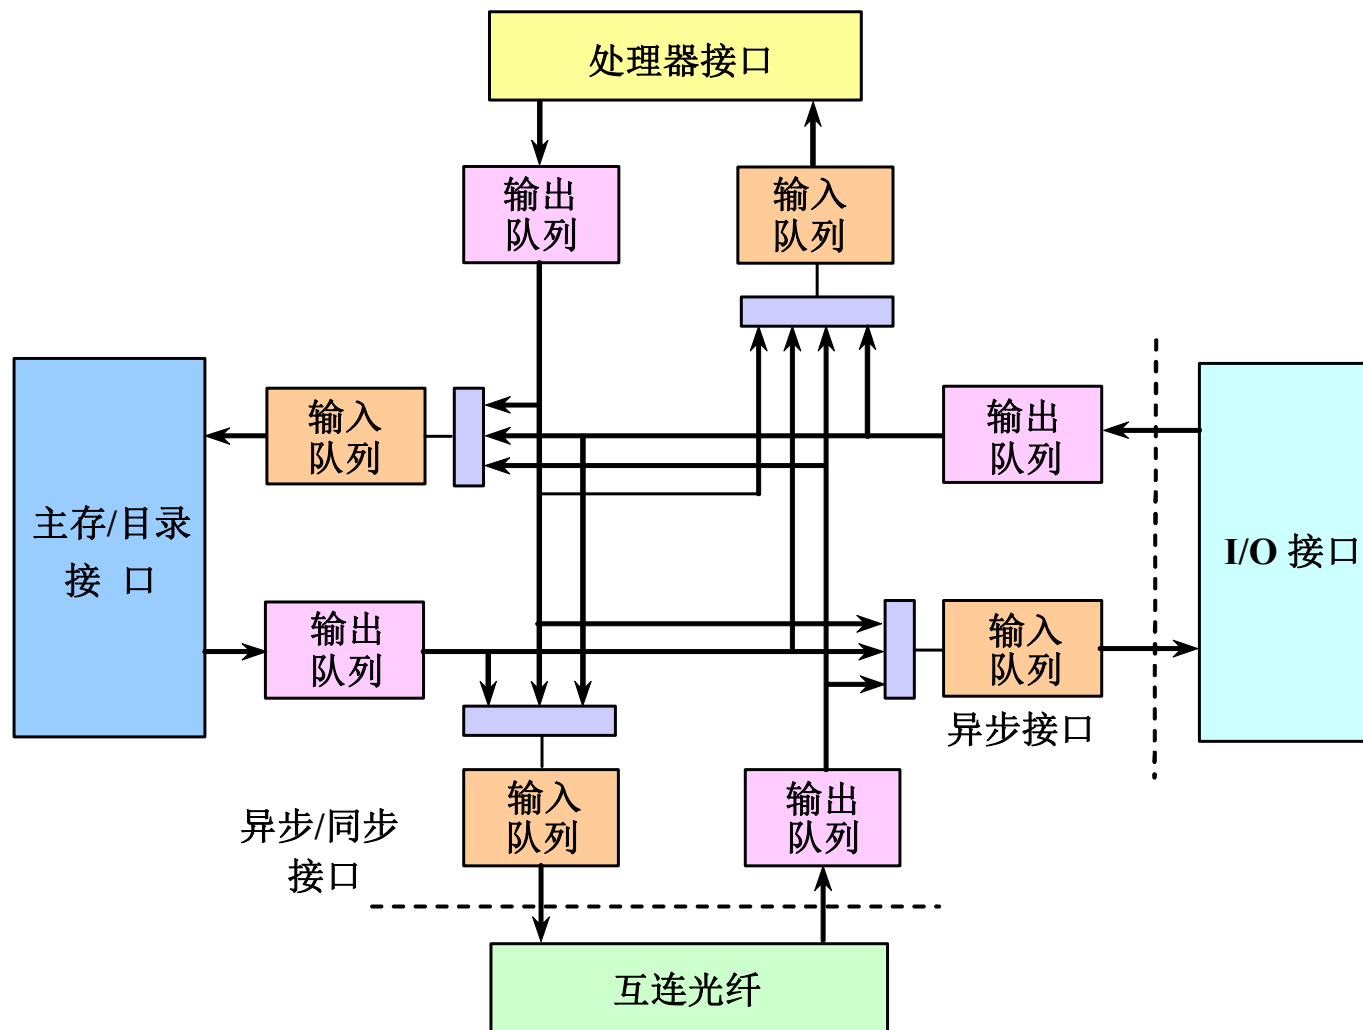 处理器接口
输出
队列
输入
队列
输入
队列
输出
队列
主存/目录
接 口
I/O 接口
输出
队列
输入
队列
异步接口
异步/同步
接口
输入
队列
输出
队列
互连光纤